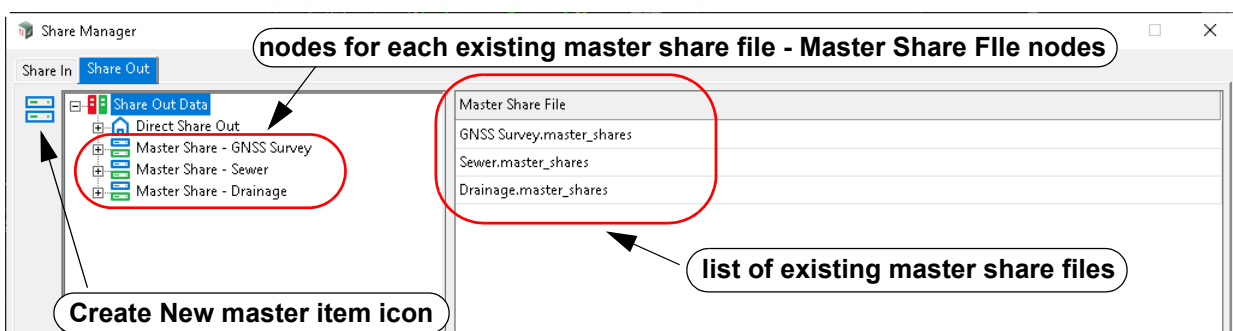 Share Manager
nodes for each existing master share file - Master Share FIle nodes
Share In
Share Out
Share Out Data
Direct Share Out
Master Share - GNSS Survey
Master Share - Sewer
Master Share - Drainage
Master Share File
GNSS Survey.master_shares
Sewer.master_shares
Drainage.master_shares
list of existing master share files
Create New master item icon